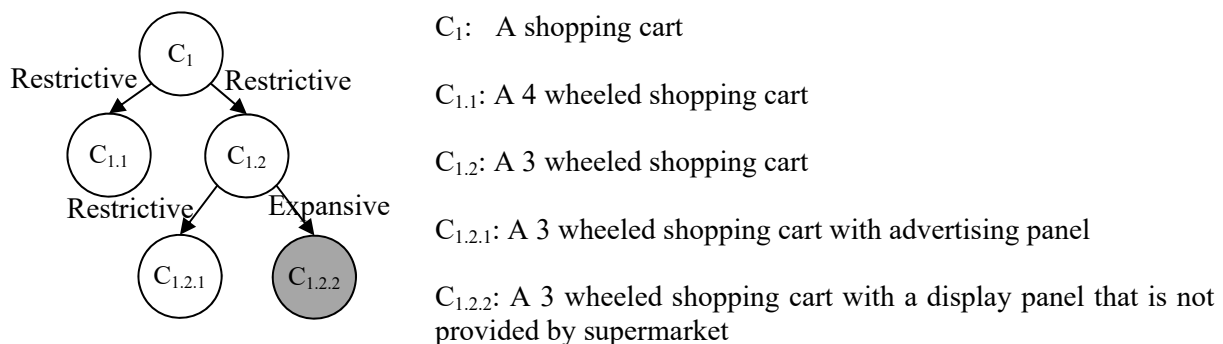 C₁: A shopping cart
C₁
Restrictive Restrictive
C₁.₁: A 4 wheeled shopping cart
C₁.₁ C₁.₂
C₁.₂: A 3 wheeled shopping cart
Restrictive Expansive
C₁.₂.₁: A 3 wheeled shopping cart with advertising panel
C₁.₂.₁ C₁.₂.₂
C₁.₂.₂: A 3 wheeled shopping cart with a display panel that is not
provided by supermarket